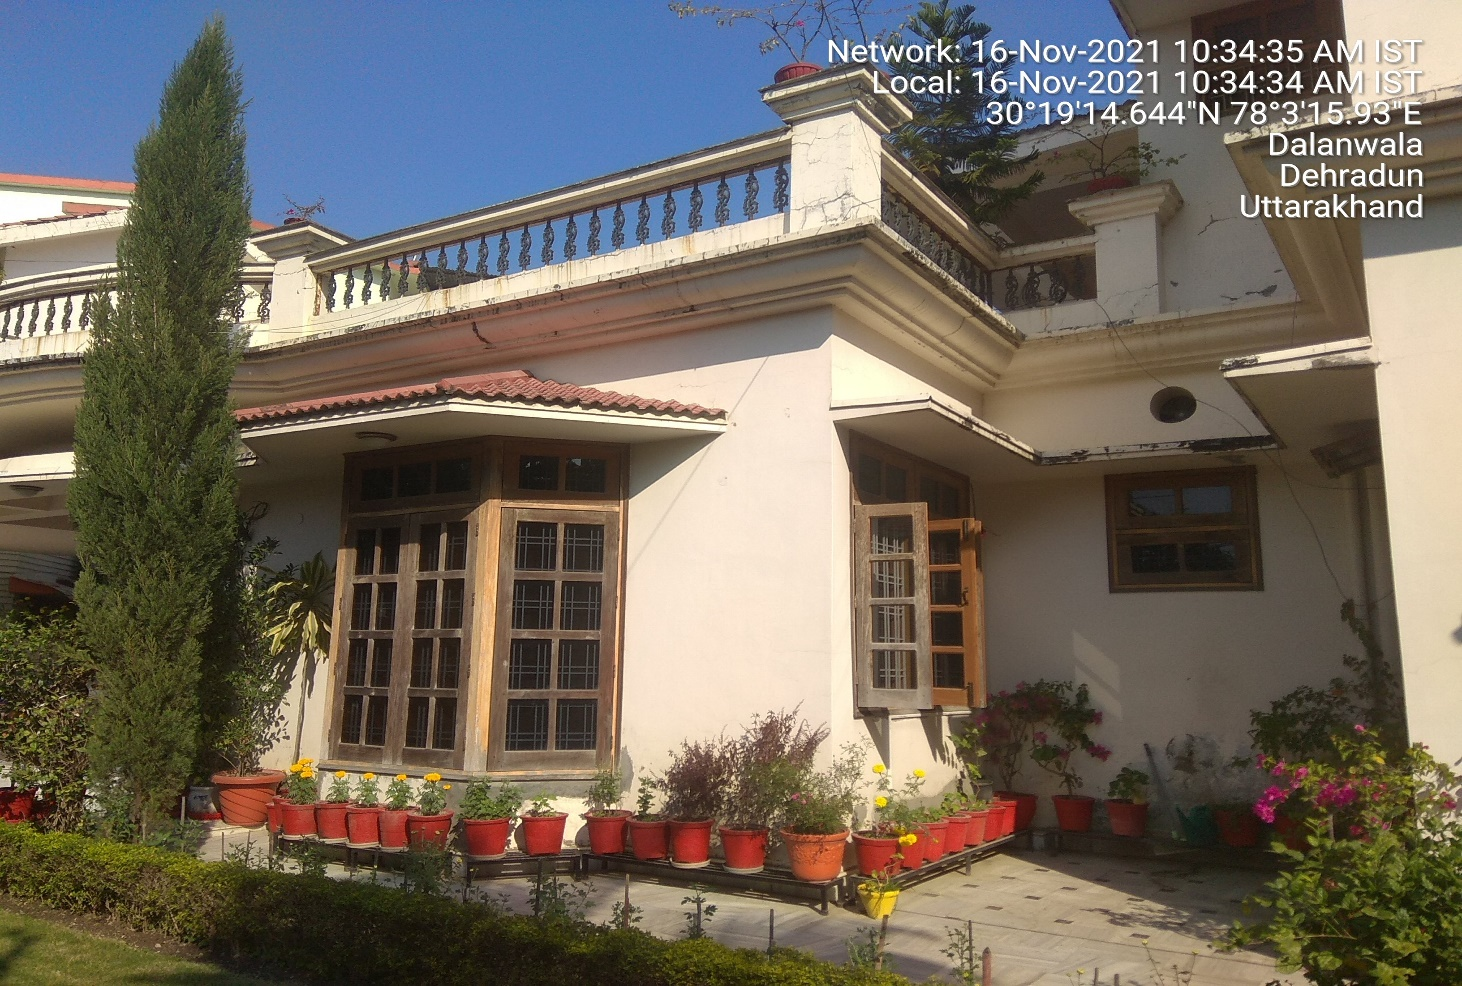 Network: 16-Nov-2021 10:34:35 AM IST
Local: 16-Nov-2021 10:34:34 AM IST
30°19'14.644"N 78°3'15.93"E
Dalanwala
Dehradun
Uttarakhand